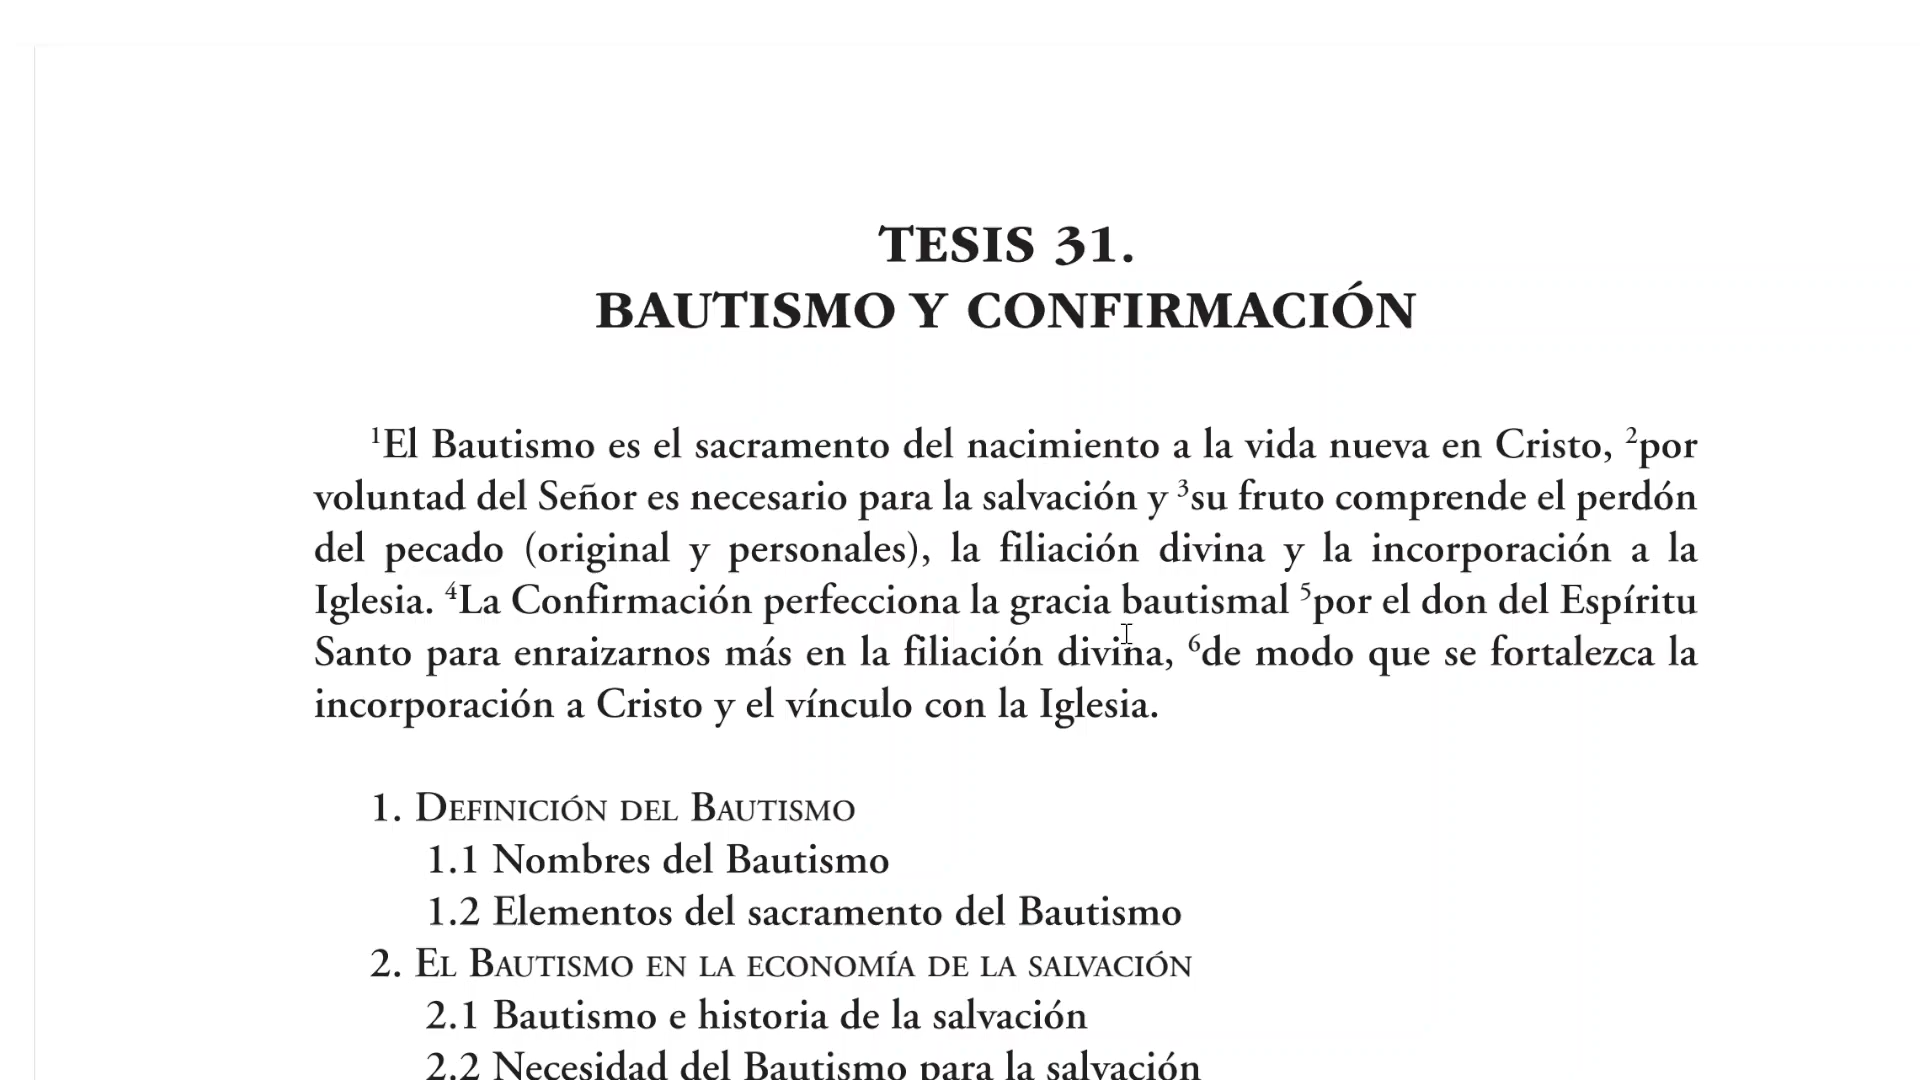 TESIS 31.
BAUTISMO Y CONFIRMACIÓN
¹El Bautismo es el sacramento del nacimiento a la vida nueva en Cristo, ²por
voluntad del Señor es necesario para la salvación y ³su fruto comprende el perdón
del pecado (original y personales), la filiación divina y la incorporación a la
Iglesia. ⁴La Confirmación perfecciona la gracia bautismal ⁵por el don del Espíritu
Santo para enraizarnos más en la filiación divina, ⁶de modo que se fortalezca la
incorporación a Cristo y el vínculo con la Iglesia.
1. Definición del Bautismo
1.1 Nombres del Bautismo
1.2 Elementos del sacramento del Bautismo
2. El Bautismo en la economía de la salvación
2.1 Bautismo e historia de la salvación
2.2 Necesidad del Bautismo para la salvación